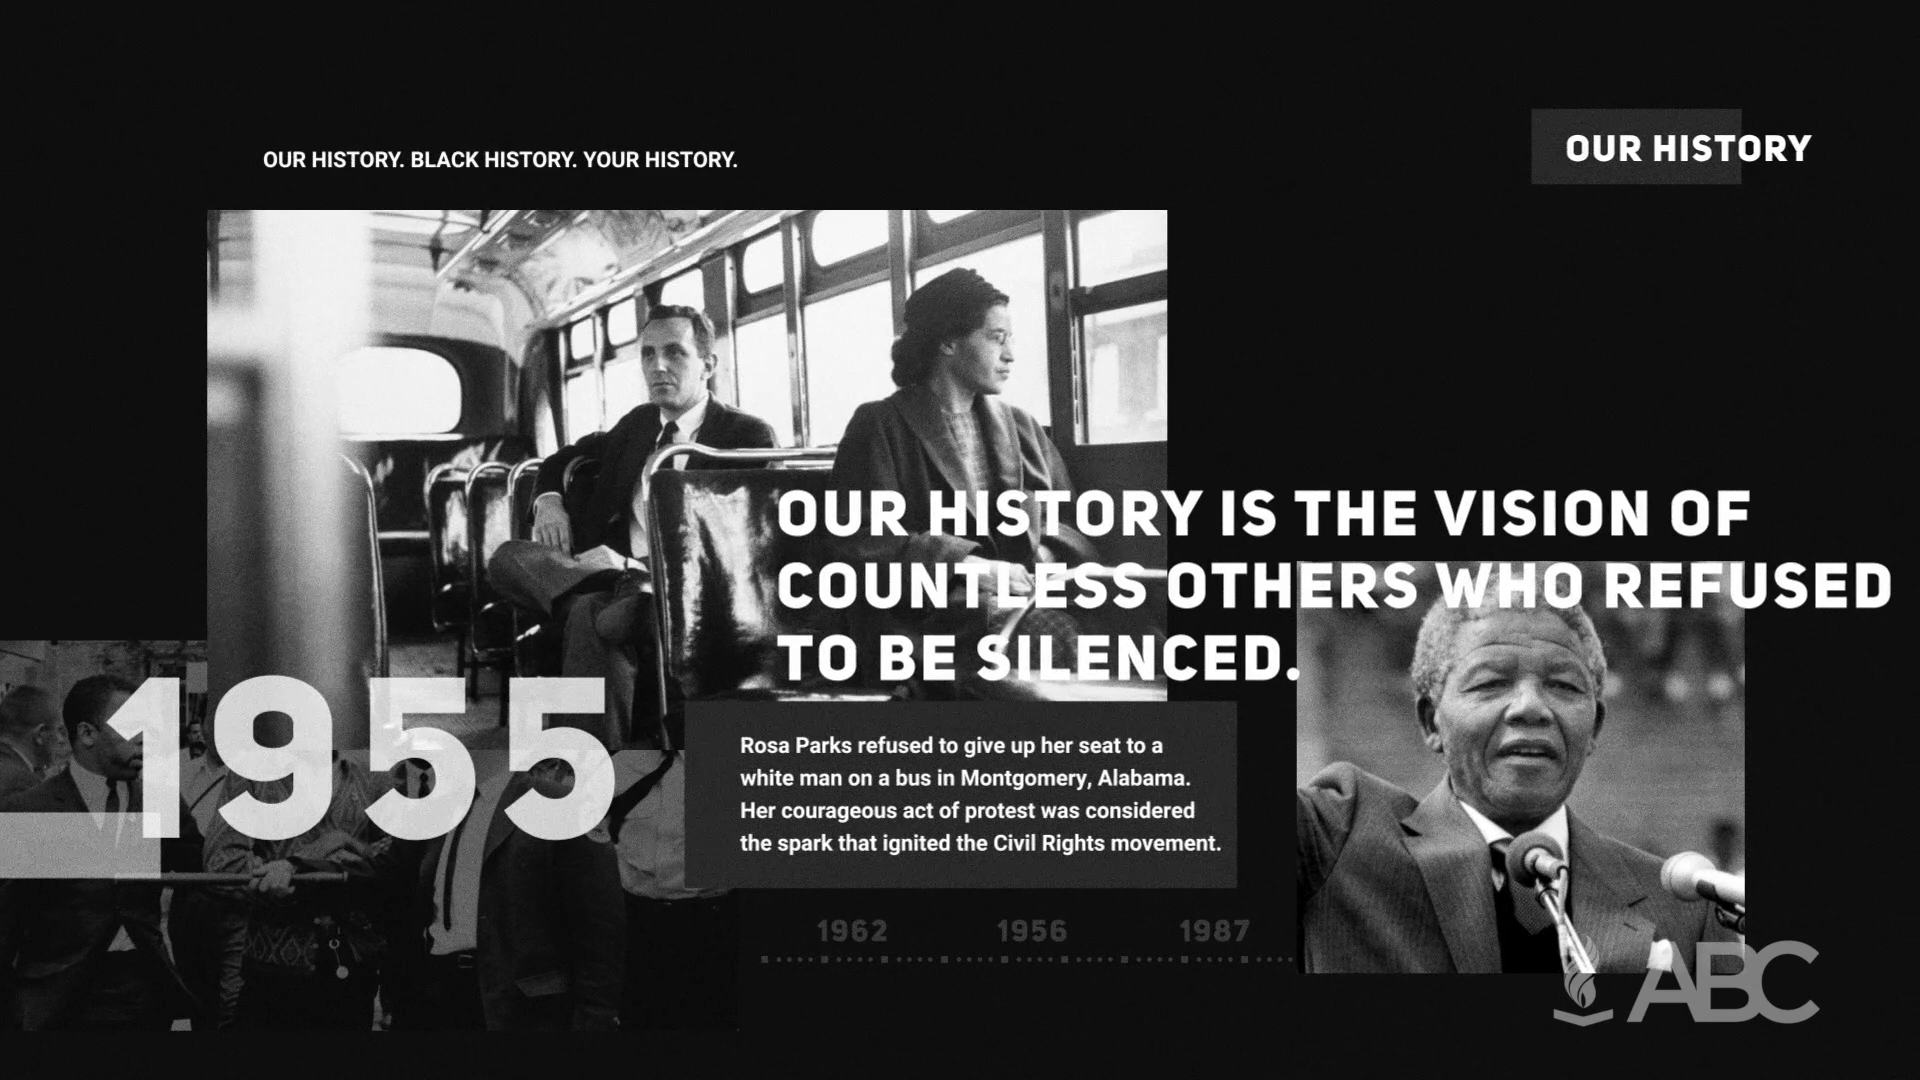 OUR HISTORY. BLACK HISTORY. YOUR HISTORY.
OUR HISTORY
OUR HISTORY IS THE VISION OF
COUNTLESS OTHERS WHO REFUSED
TO BE SILENCED.
1955
Rosa Parks refused to give up her seat to a
white man on a bus in Montgomery, Alabama.
Her courageous act of protest was considered
the spark that ignited the Civil Rights movement.
1962 1956 1987
ABC